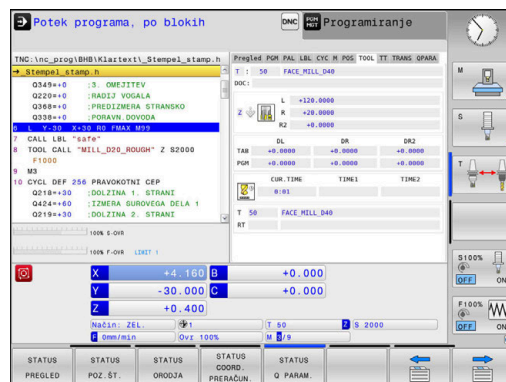 Potek programa, po blokih
DNC
Programiranje
TNC:\nc_prog\BHB\Klartext\_Stempel_stamp.h
→_Stempel_stamp.h
Q349=+0 ;3. OMEJITEV
Q220=+0 ;RADIJ VOGALA
Q368=+0 ;PREDIZMERA STRANSKO
Q338=+0 ;PORAVN.DOVODA
6 L Y-30 X+30 R0 FMAX M99
7 CALL LBL "safe"
8 TOOL CALL "MILL_D20_ROUGH" Z S2000
F1000
9 M3
10 CYCL DEF 256 PRAVOKOTNI CEP
Q218=+30 ;DOLZINA 1. STRANI
Q424=+60 ;IZMERA SUROVEGA DELA 1
Q219=+30 ;DOLZINA 2. STRANI
100% S-OVR
100% F-OVR LIMIT 1
Pregled PGM PAL LBL CYC M POS TOOL TT TRANS QPARA
T : 50 FACE_MILL_D40
DOC:
Z
L +120.0000
R +20.0000
R2 +0.0000
DL DR DR2
TAR +0.0000 +0.0000 +0.0000
PGM +0.0000 +0.0000 +0.0000
CUR.TIME TIME1 TIME2
0:01
T 50 FACE_MILL_D40
RT
X +4.160 B +0.000
Y -30.000 C +0.000
Z +0.400
Način: ŽEL. 1 T 50 Z S 2000
F 0mm/min Ovr 100% M 5/9
STATUS PREGLED
STATUS POZ.ŠT.
STATUS ORODJA
STATUS COORD. PRERAČUN.
STATUS Q PARAM.
M
S
T
S100%
OFF ON
F100%
OFF ON